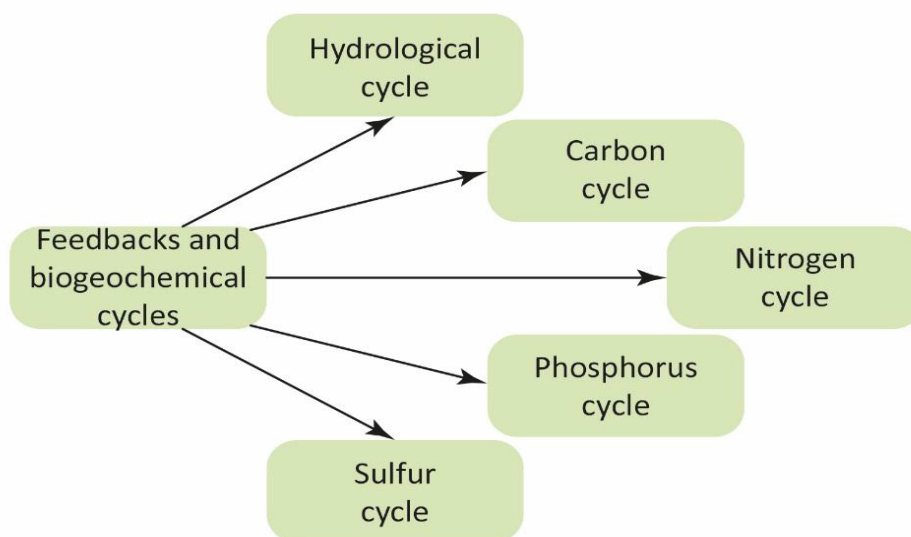 Hydrological
cycle
Carbon
cycle
Feedbacks and
biogeochemical
cycles
Nitrogen
cycle
Phosphorus
cycle
Sulfur
cycle